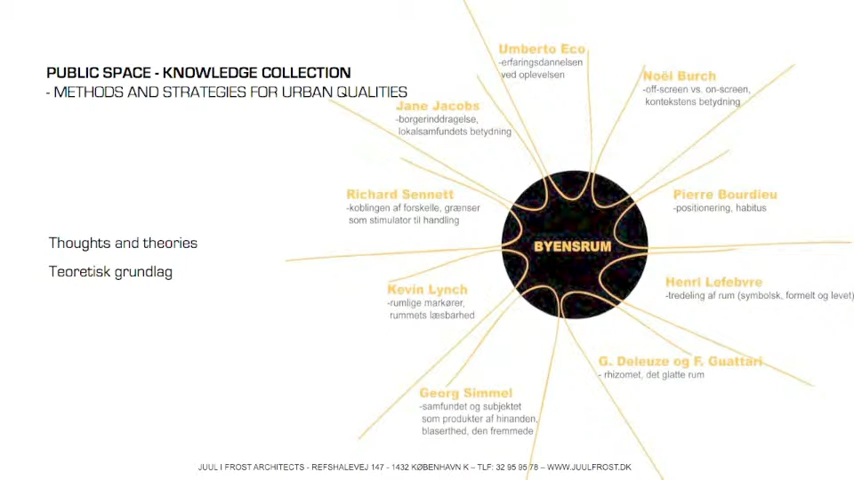 PUBLIC SPACE - KNOWLEDGE COLLECTION
- METHODS AND STRATEGIES FOR URBAN QUALITIES
Thoughts and theories
Teoretisk grundlag
Umberto Eco
-erfaringsdannelsen
ved oplevelsen
Noël Burch
-off-screen vs. on-screen,
kontekstens betydning
Jane Jacobs
-borgerinddragelse,
lokalsamfundets betydning
Richard Sennett
-koblingen af forskelle, grænser
som stimulator til handling
Pierre Bourdieu
-positionering, habitus
BYENSRUM
Kevin Lynch
-rumlige markører,
rummets læsbarhed
Henri Lefebvre
-tredeling af rum (symbolsk, formelt og levet)
G. Deleuze og F. Guattari
- rhizomet, det glatte rum
Georg Simmel
-samfundet og subjektet
som produkter af hinanden,
blaserthed, den fremmede
JUUL I FROST ARCHITECTS - REFSHALEVEJ 147 - 1432 KØBENHAVN K – TLF: 32 95 95 78 – WWW.JUULFROST.DK